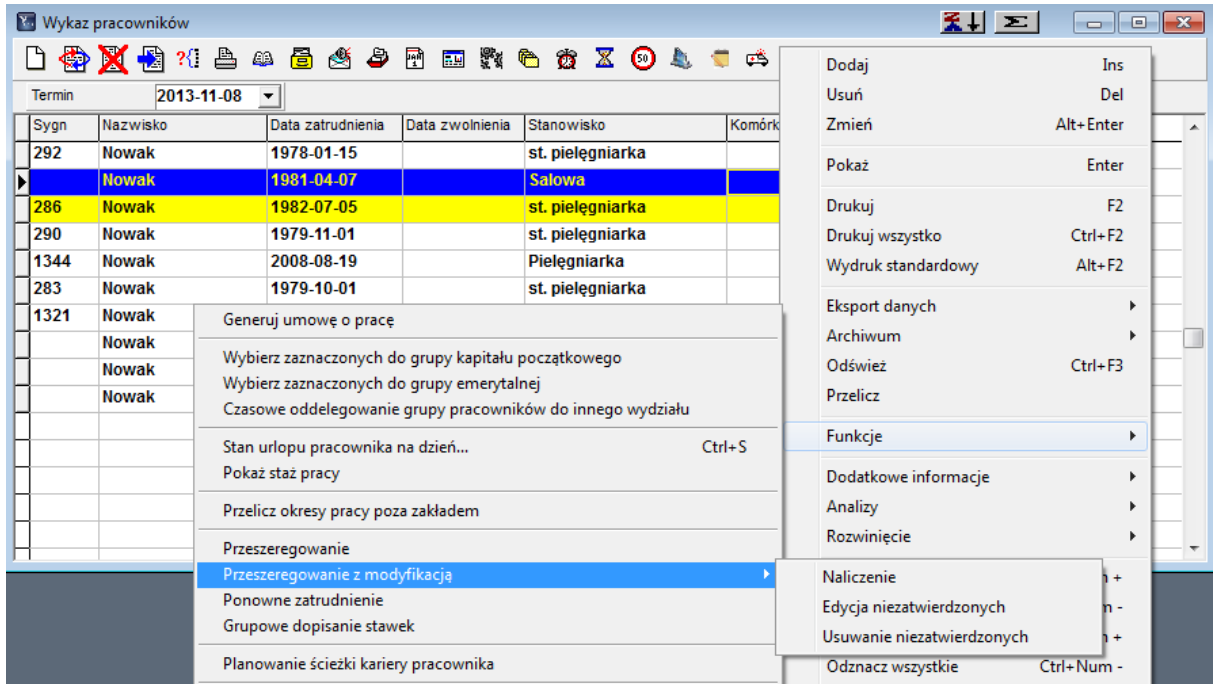 Wykaz pracowników
Termin 2013-11-08
Sygn Nazwisko Data zatrudnienia Data zwolnienia Stanowisko Komórk
292 Nowak 1978-01-15 st. pielęgniarka
Nowak 1981-04-07 Salowa
286 Nowak 1982-07-05 st. pielęgniarka
290 Nowak 1979-11-01 st. pielęgniarka
1344 Nowak 2008-08-19 Pielęgniarka
283 Nowak 1979-10-01 st. pielęgniarka
1321 Nowak
Nowak
Nowak
Nowak
Generuj umowę o pracę
Wybierz zaznaczonych do grupy kapitału początkowego
Wybierz zaznaczonych do grupy emerytalnej
Czasowe oddelegowanie grupy pracowników do innego wydziału
Stan urlopu pracownika na dzień... Ctrl+S
Pokaż staż pracy
Przelicz okresy pracy poza zakładem
Przeszeregowanie
Przeszeregowanie z modyfikacją
Ponowne zatrudnienie
Grupowe dopisanie stawek
Planowanie ścieżki kariery pracownika
Dodaj Ins
Usuń Del
Zmień Alt+Enter
Pokaż Enter
Drukuj F2
Drukuj wszystko Ctrl+F2
Wydruk standardowy Alt+F2
Eksport danych
Archiwum
Odśwież Ctrl+F3
Przelicz
Funkcje
Dodatkowe informacje
Analizy
Rozwinięcie
Naliczenie
Edycja niezatwierdzonych
Usuwanie niezatwierdzonych
Odznacz wszystkie Ctrl+Num -